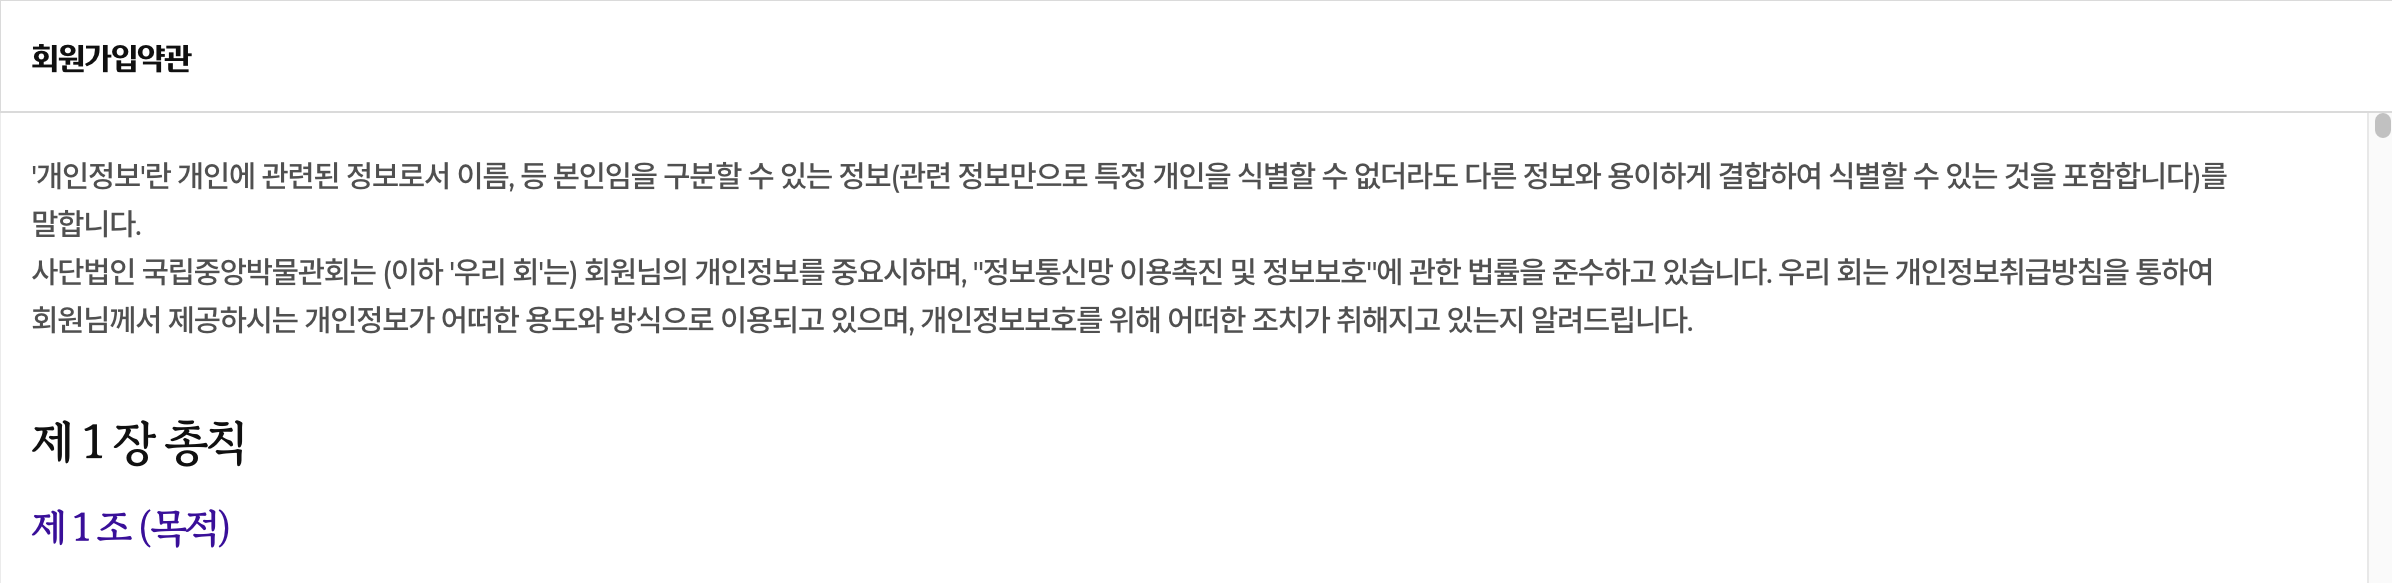 회원가입약관
'개인정보'란 개인에 관련된 정보로서 이름, 등 본인임을 구분할 수 있는 정보(관련 정보만으로 특정 개인을 식별할 수 없더라도 다른 정보와 용이하게 결합하여 식별할 수 있는 것을 포함합니다)를
말합니다.
사단법인 국립중앙박물관회는 (이하 '우리 회'는) 회원님의 개인정보를 중요시하며, "정보통신망 이용촉진 및 정보보호"에 관한 법률을 준수하고 있습니다. 우리 회는 개인정보취급방침을 통하여
회원님께서 제공하시는 개인정보가 어떠한 용도와 방식으로 이용되고 있으며, 개인정보보호를 위해 어떠한 조치가 취해지고 있는지 알려드립니다.
제 1 장 총칙
제 1 조 (목적)